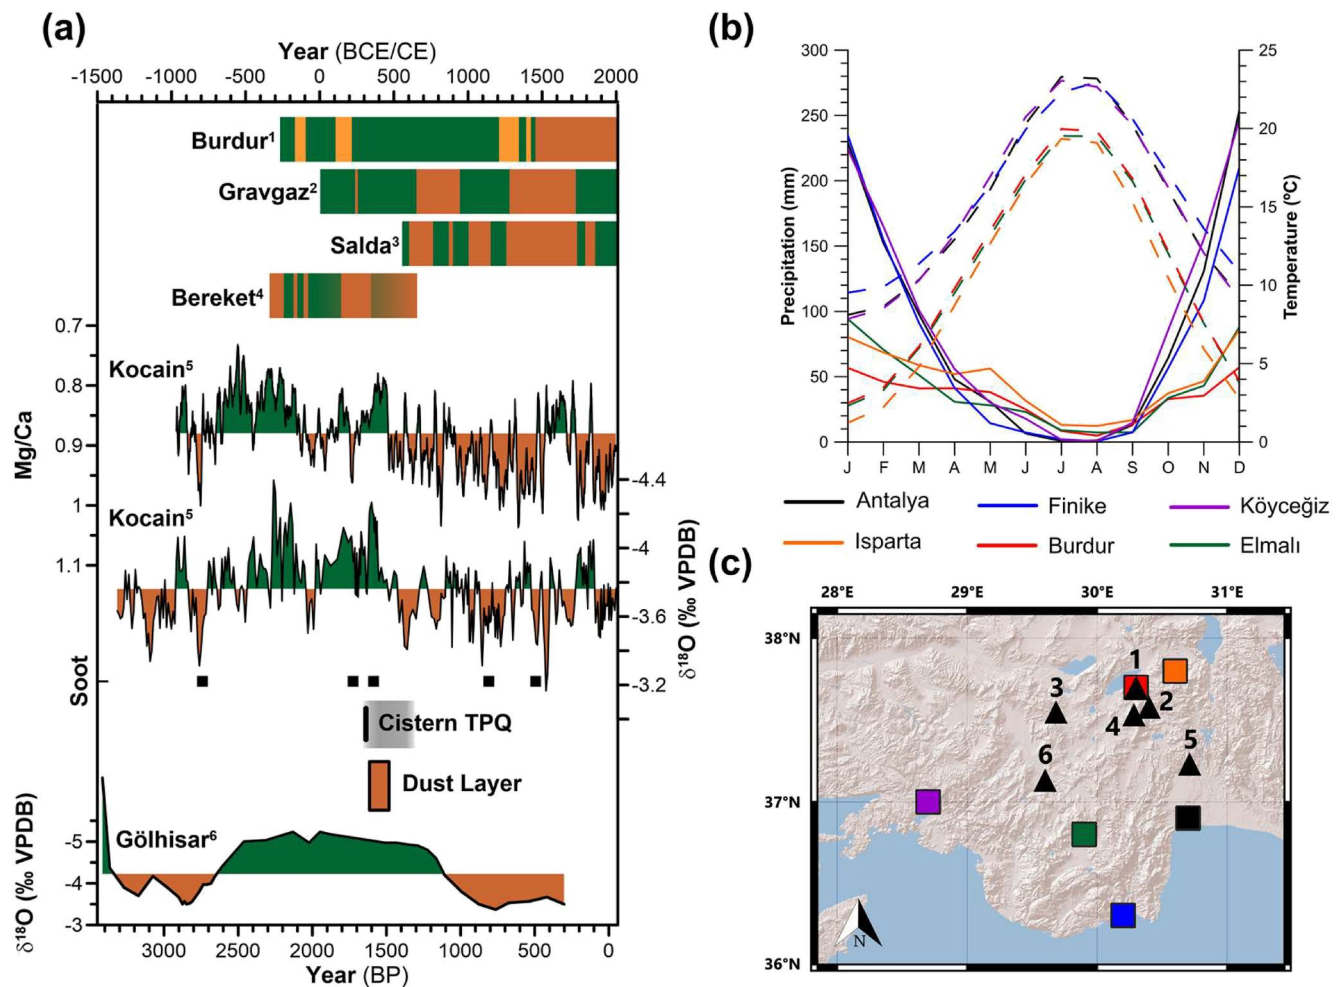 (a)
Year (BCE/CE)
-1500 -1000 -500 0 500 1000 1500 2000
Burdur¹
Gravgaz²
Salda³
Bereket⁴
0.7
0.8
0.9
1
1.1
Mg/Ca
Kocain⁵
Kocain⁵
-4.4
-4
-3.6
-3.2
δ¹⁸O (‰ VPDB)
Soot
Cistern TPQ
Dust Layer
Gölhisar⁶
-5
-4
-3
δ¹⁸O (‰ VPDB)
3000 2500 2000 1500 1000 500 0
Year (BP)
(b)
300
250
200
150
100
50
0
Precipitation (mm)
25
20
15
10
5
0
Temperature (ºC)
J F M A M J J A S O N D
Antalya Finike Köyceğiz
Isparta Burdur Elmalı
(c)
28°E 29°E 30°E 31°E
38°N
37°N
36°N
1
2
3
4
5
6
N